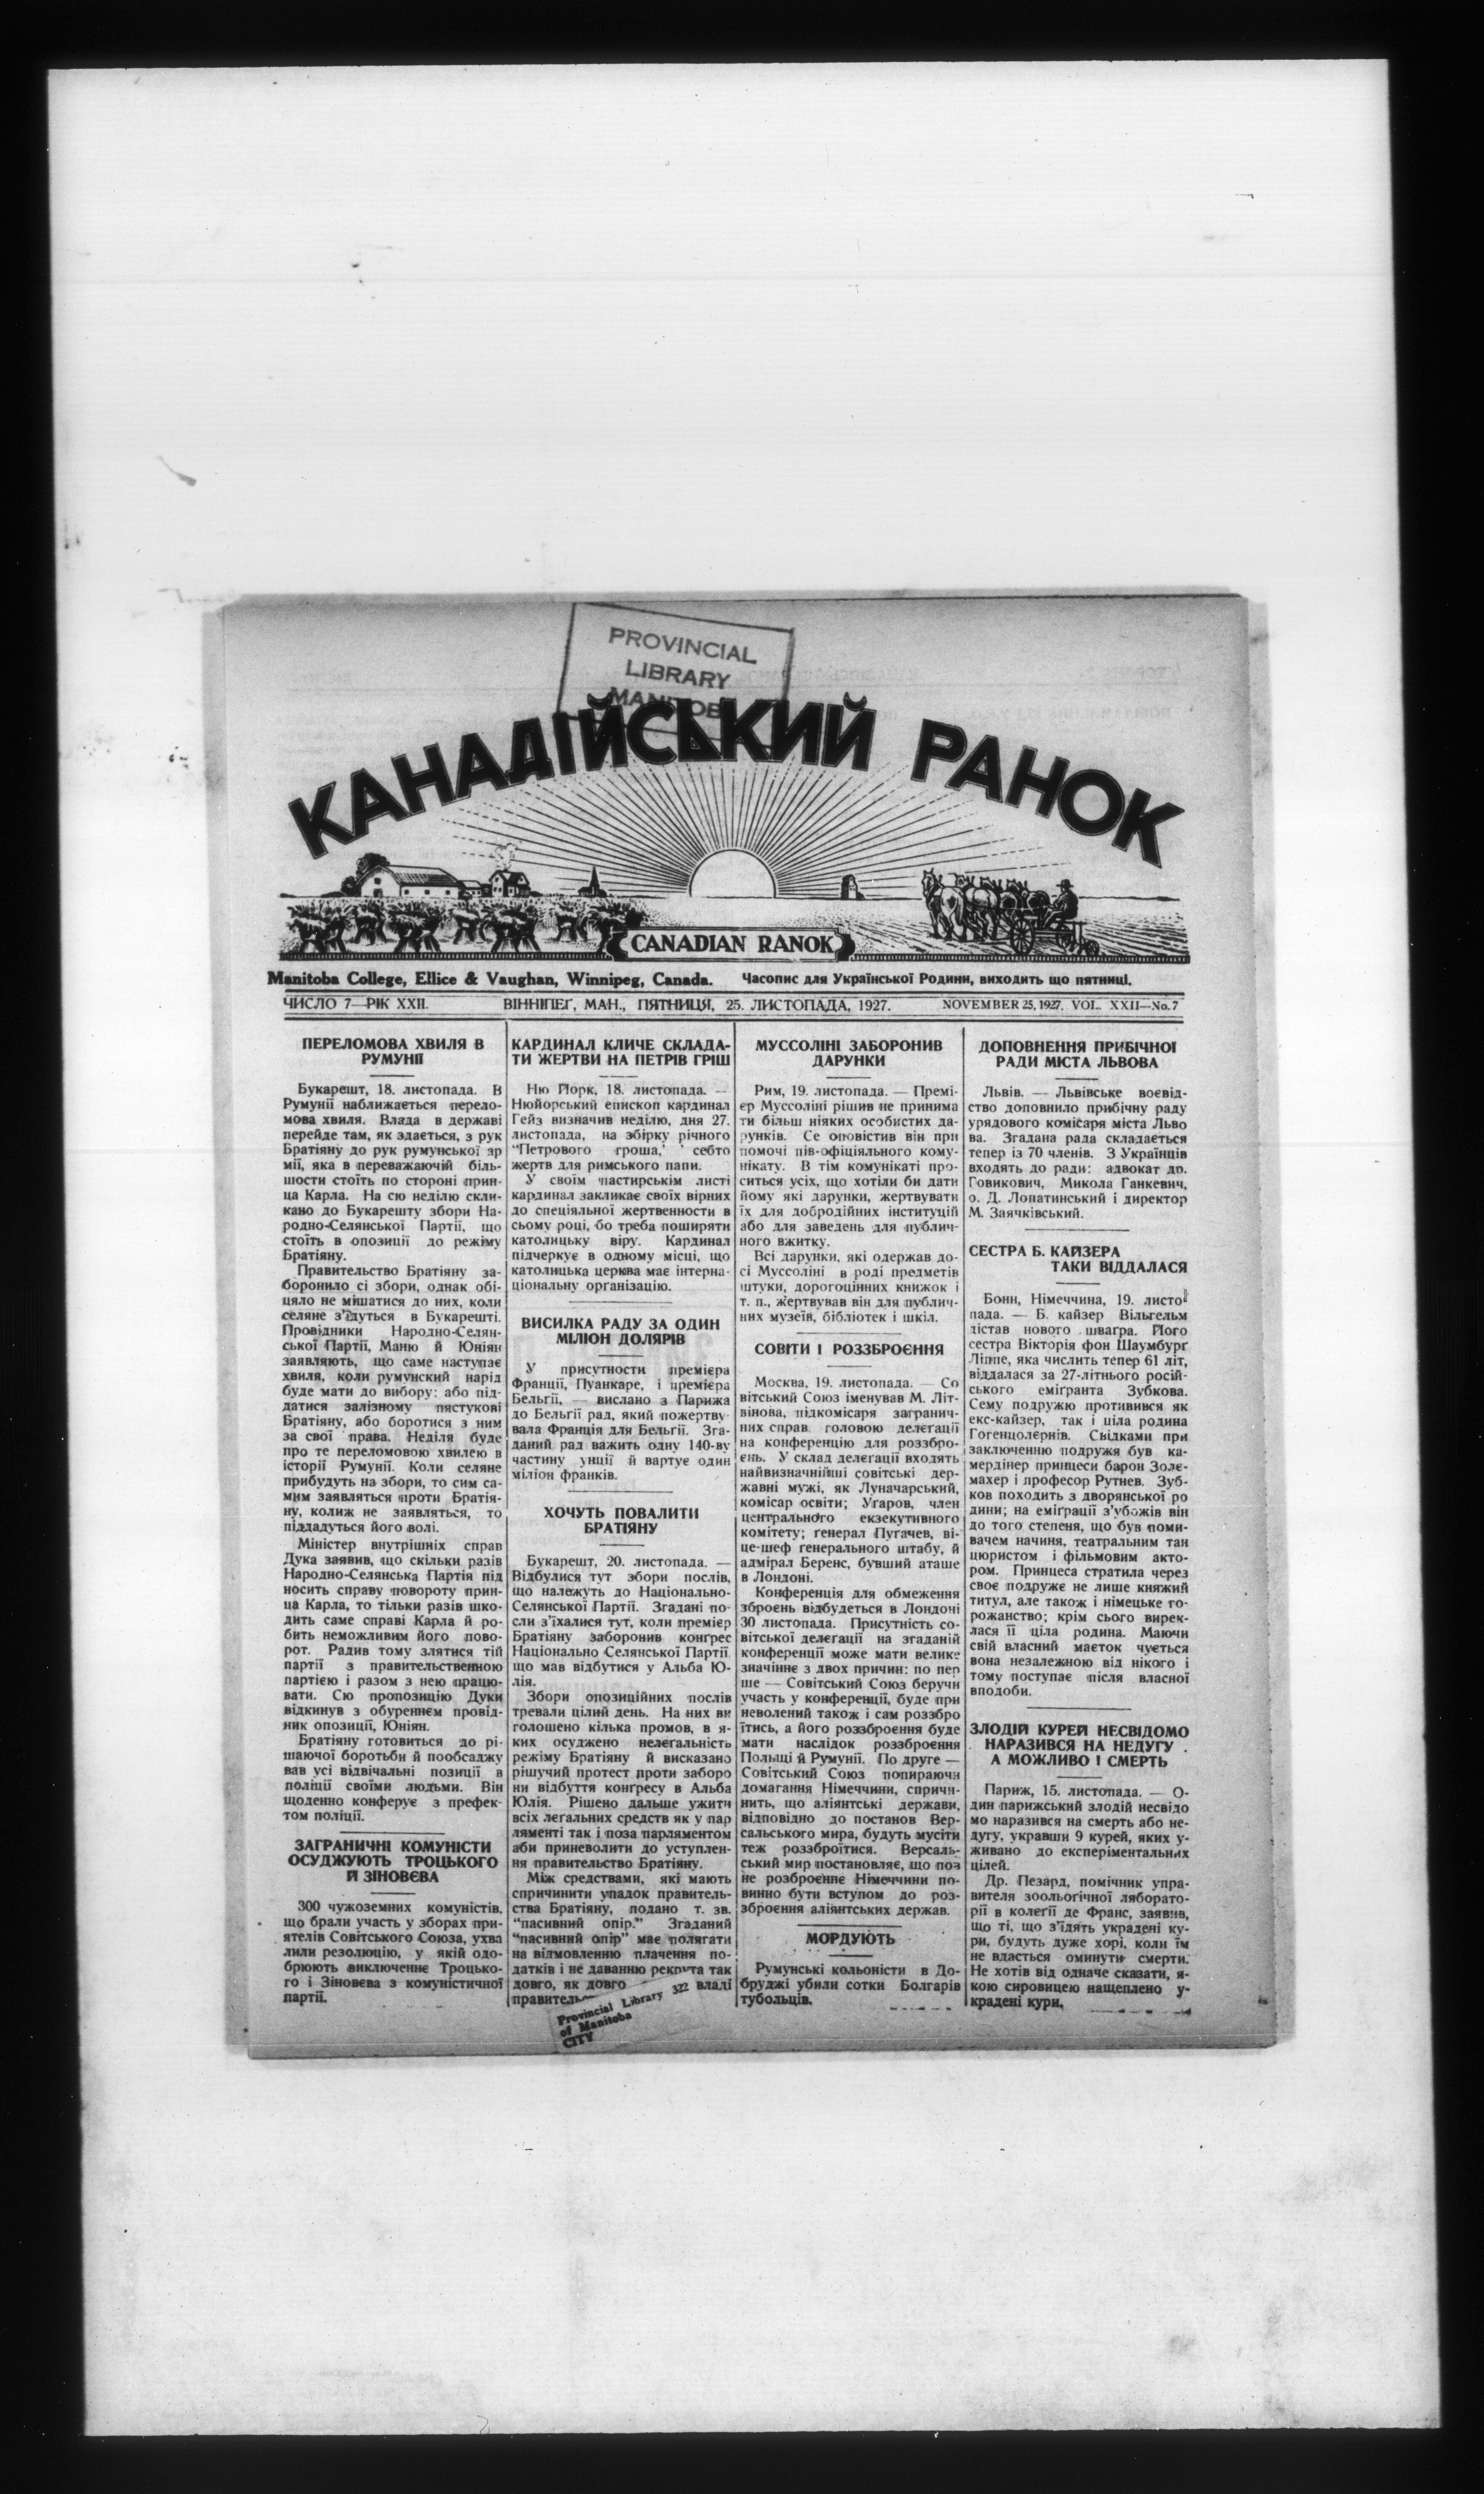 PROVINCIAL
LIBRARY
КАНАДІЙСЬКИЙ РАНОК
CANADIAN RANOK
Manitoba College, Ellice & Vaughan, Winnipeg, Canada. Часопис для Української Родини, виходить що пятниці.
ЧИСЛО 7—РІК XXII. ВІННІПЕҐ, МАН., ПЯТНИЦЯ, 25. ЛИСТОПАДА, 1927. NOVEMBER 25, 1927. VOL. XXII—No. 7
ПЕРЕЛОМОВА ХВИЛЯ В
РУМУНІЇ
Букарешт, 18. листопада. В
Румунії наближається перело-
мова хвиля. Влада в державі
перейде там, як здається, з рук
Братіяну до рук румунської ар
мії, яка в переважаючій біль-
шости стоїть по стороні прин-
ца Карла. На сю неділю скли-
кано до Букарешту збори На-
родно-Селянської Партії, що
стоїть в опозиції до режіму
Братіяну.
Правительство Братіяну за-
боронило сі збори, однак обі-
цяло не мішатися до них, коли
селяне з'їдуться в Букарешті.
Провідники Народно-Селян-
ської Партії, Маню й Юніян
заявляють, що саме наступає
хвиля, коли румунский нарід
буде мати до вибору: або під-
датися залізному пястукові
Братіяну, або боротися з ним
за свої права. Неділя буде
про те переломовою хвилею в
історії Румунії. Коли селяне
прибудуть на збори, то сим са-
мим заявляться проти Братія-
ну, колиж не заявляться, то
піддадуться його волі.
Міністер внутрішніх справ
Дука заявив, що скільки разів
Народно-Селянська Партія під
носить справу повороту прин-
ца Карла, то тільки разів шко-
дить саме справі Карла й ро-
бить неможливим його пово-
рот. Радив тому злятися тій
партії з правительственною
партією і разом з нею працю-
вати. Сю пропозицію Дуки
відкинув з обуреннєм провід-
ник опозиції, Юніян.
Братіяну готовиться до рі-
шаючої боротьби й пообсаджу
вав усі відвічальні позиції в
поліції своїми людьми. Він
щоденно конферує з префек-
том поліції.
ЗАГРАНИЧНІ КОМУНІСТИ
ОСУДЖУЮТЬ ТРОЦЬКОГО
Й ЗІНОВЄВА
300 чужоземних комуністів,
що брали участь у зборах при-
ятелів Совітського Союза, ухва
лили резолюцію, у якій одо-
брюють виключеннє Троцько-
го і Зіновєва з комуністичної
партії.
КАРДИНАЛ КЛИЧЕ СКЛАДА-
ТИ ЖЕРТВИ НА ПЕТРІВ ГРІШ
Ню Йорк, 18. листопада. —
Нюйорський епископ кардинал
Гейз визначив неділю, дня 27.
листопада, на збірку річного
“Петрового гроша,' ' себто
жертв для римського папи.
У своїм пастирськім листі
кардинал закликає своїх вірних
до спеціяльної жертвенности в
сьому році, бо треба поширяти
католицьку віру. Кардинал
підчеркує в одному місці, що
католицька церква має інтерна-
ціональну організацію.
ВИСИЛКА РАДУ ЗА ОДИН
МІЛІОН ДОЛЯРІВ
У присутности премієра
Франції, Пуанкаре, і премієра
Бельгії, — вислано з Парижа
до Бельгії рад, який пожертву-
вала Франція для Бельгії. Зга-
даний рад важить одну 140-ву
частину унції й вартує один
міліон франків.
ХОЧУТЬ ПОВАЛИТИ
БРАТІЯНУ
Букарешт, 20. листопада. —
Відбулися тут збори послів,
що належуть до Національно-
Селянської Партії. Згадані по-
сли з'їхалися тут, коли премієр
Братіяну заборонив конгрес
Національно Селянської Партії
що мав відбутися у Альба Ю-
лія.
Збори опозиційних послів
тревали цілий день. На них ви
голошено кілька промов, в я-
ких осуджено нелегальність
режіму Братіяну й висказано
рішучий протест проти заборо
ни відбуття конгресу в Альба
Юлія. Рішено дальше ужити
всіх легальних средств як у пар
ляменті так і поза парляментом
аби приневолити до уступлен-
ня правительство Братіяну.
Між средствами, які мають
спричинити упадок правитель-
ства Братіяну, подано т. зв.
“пасивний опір.” Згаданий
“пасивний опір” має полягати
на відмовленню плачення по-
датків і не даванню рекрута так
довго, як довго владі
Provincial Library 322
of Manitoba
CITY
МУССОЛІНІ ЗАБОРОНИВ
ДАРУНКИ
Рим, 19. листопада. — Премі-
єр Муссоліні рішив не принима
ти більш ніяких особистих да-
рунків. Се оповістив він при
помочі пів-офіціяльного кому-
нікату. В тім комунікаті про-
ситься усіх, що хотіли би дати
йому які дарунки, жертвувати
їх для добродійних інституцій
або для заведень для публич-
ного вжитку.
Всі дарунки, які одержав до-
сі Муссоліні в роді предметів
штуки, дорогоцінних книжок і
т. п., жертвував він для публич-
них музеїв, бібліотек і шкіл.
СОВІТИ І РОЗЗБРОЄННЯ
Москва, 19. листопада. — Со
вітський Союз іменував М. Літ-
вінова, підкомісаря загранич-
них справ головою делєгації
на конференцію для роззбро-
єнь. У склад делєгації входять
найвизначнійші совітські дер-
жавні мужі, як Луначарський,
комісар освіти; Угаров, член
центрального екзекутивного
комітету; генерал Пугачев, ві-
це-шеф генерального штабу, й
адмірал Беренс, бувший аташе
в Лондоні.
Конференція для обмеження
зброєнь відбудеться в Лондоні
30 листопада. Присутність со-
вітської делєгації на згаданій
конференції може мати велике
значіннє з двох причин: по пер
ше — Совітський Союз беручи
участь у конференції, буде при
неволений також і сам роззбро
їтись, а його роззброєння буде
мати наслідок роззброєння
Польщі й Румунії. По друге —
Совітський Союз попираючи
домагання Німеччини, спричи-
нить, що аліянтські держави,
відповідно до постанов Вер-
сальського мира, будуть мусіти
теж роззброїтися. Версаль-
ський мир постановляє, що поз
не розброєннє Німеччини по-
винно бути вступом до роз-
зброєння аліянтських держав.
МОРДУЮТЬ
Румунські кольоністи в До-
бруджі убили сотки Болгарів
тубольців.
ДОПОВНЕННЯ ПРИБІЧНОЇ
РАДИ МІСТА ЛЬВОВА
Львів. — Львівське воєвід-
ство доповнило прибічну раду
урядового комісаря міста Льво
ва. Згадана рада складається
тепер із 70 членів. З Українців
входять до ради: адвокат др.
Говикович, Микола Ганкевич,
о. Д. Лопатинський і директор
М. Заячківський.
СЕСТРА Б. КАЙЗЕРА
ТАКИ ВІДДАЛАСЯ
Бонн, Німеччина, 19. листо-
пада. — Б. кайзер Вільгельм
дістав нового швагра. Його
сестра Вікторія фон Шаумбург
Ліппе, яка числить тепер 61 літ,
віддалася за 27-літнього росій-
ського емігранта Зубкова.
Сему подружю противився як
екс-кайзер, так і ціла родина
Гогенцолєрнів. Свідками при
заключенню подружя був ка-
мердінер принцеси барон Золє-
махер і професор Рутнев. Зуб-
ков походить з дворянської ро
дини; на еміграції з'убожів він
до того степеня, що був поми-
вачем начиня, театральним тан
цюристом і фільмовим акто-
ром. Принцеса стратила через
своє подруже не лише княжий
титул, але також і німецьке го-
рожанство; крім сього вирек-
лася її ціла родина. Маючи
свій власний маєток чується
вона незалежною від нікого і
тому поступає після власної
вподоби.
ЗЛОДІЙ КУРЕЙ НЕСВІДОМО
НАРАЗИВСЯ НА НЕДУГУ
А МОЖЛИВО І СМЕРТЬ
Париж, 15. листопада. — О-
дин парижський злодій несвідо
мо наразився на смерть або не-
дугу, укравши 9 курей, яких у-
живано до експеріментальних
цілей.
Др. Пезард, помічник упра-
вителя зоольогічної ляборато-
рії в колегії де Франс, заявив,
що ті, що з'їдять украдені ку-
ри, будуть дуже хорі, коли їм
не вдасться оминути смерти.
Не хотів від одначе сказати, я-
кою сировицею нащеплено у-
крадені кури.